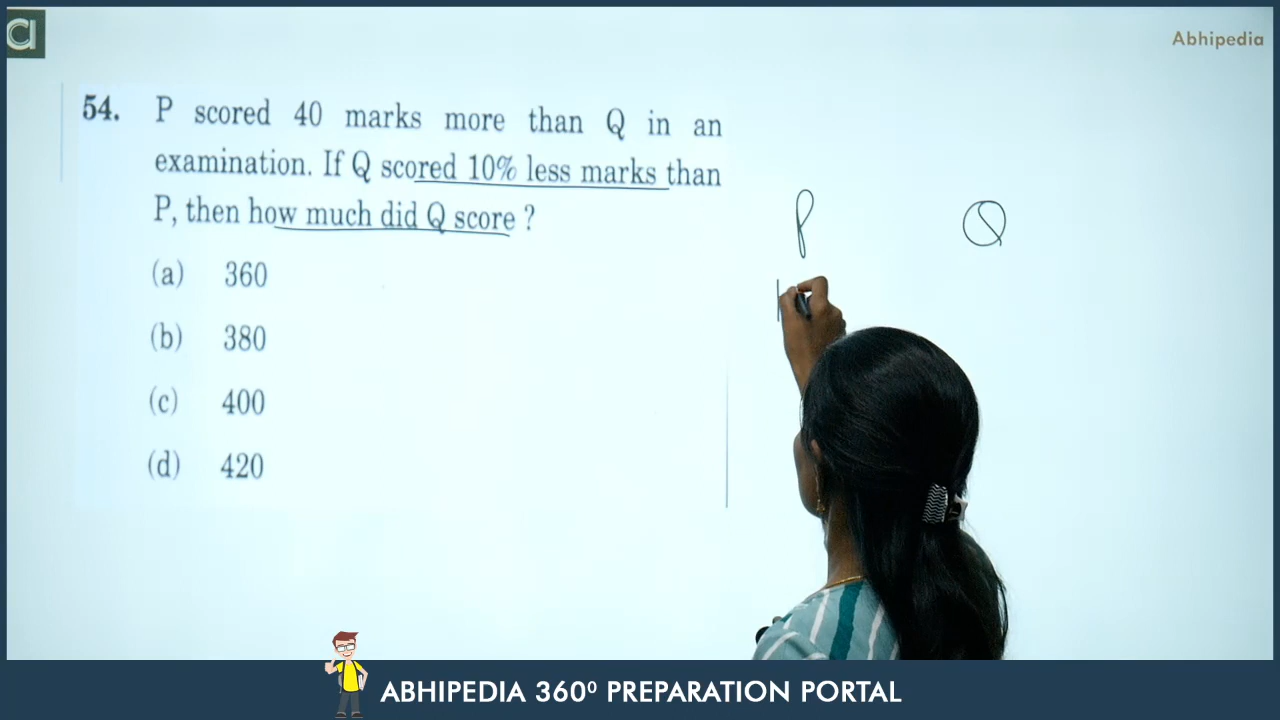 Abhipedia
54. P scored 40 marks more than Q in an
examination. If Q scored 10% less marks than
P, then how much did Q score ?
(a) 360
(b) 380
(c) 400
(d) 420
P Q
ABHIPEDIA 360⁰ PREPARATION PORTAL